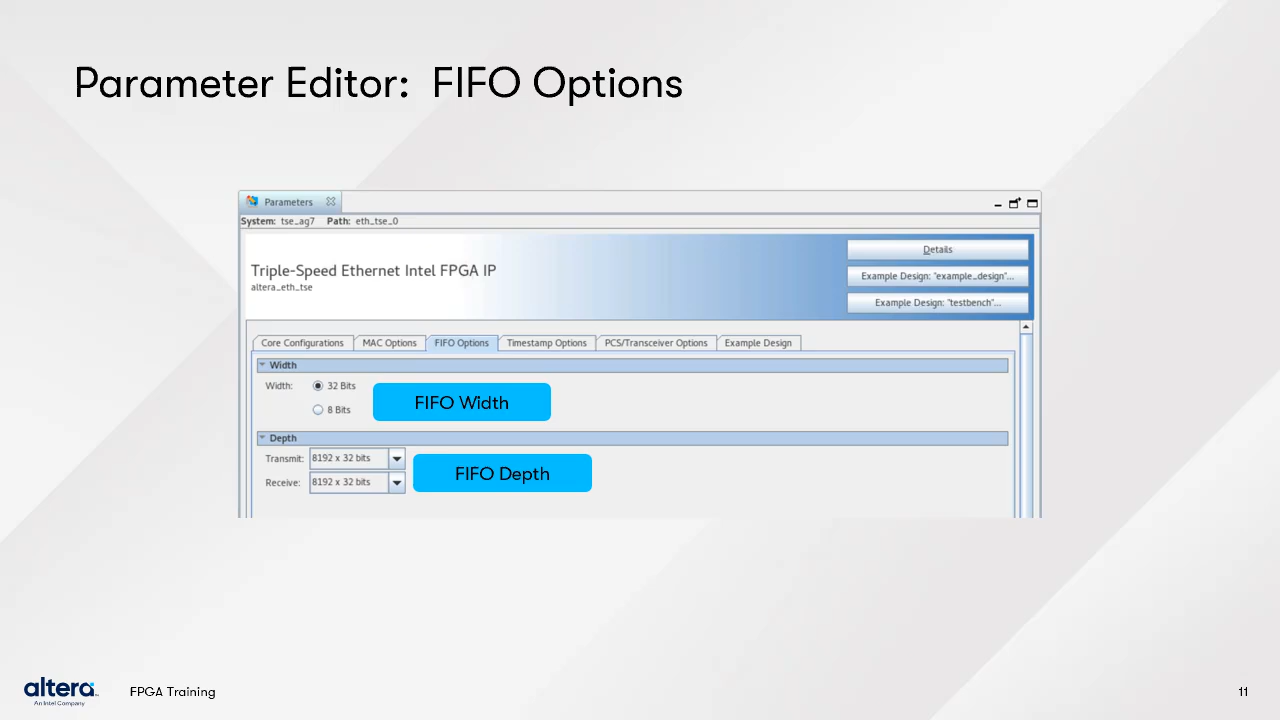 Parameter Editor:  FIFO Options
Parameters
System: tse_ag7 Path: eth_tse_0
Triple-Speed Ethernet Intel FPGA IP
altera_eth_tse
Details
Example Design: "example_design"...
Example Design: "testbench"...
Core Configurations MAC Options FIFO Options Timestamp Options PCS/Transceiver Options Example Design
Width
Width: 32 Bits
8 Bits
FIFO Width
Depth
Transmit: 8192 x 32 bits
Receive: 8192 x 32 bits
FIFO Depth
altera
An Intel Company
FPGA Training
11